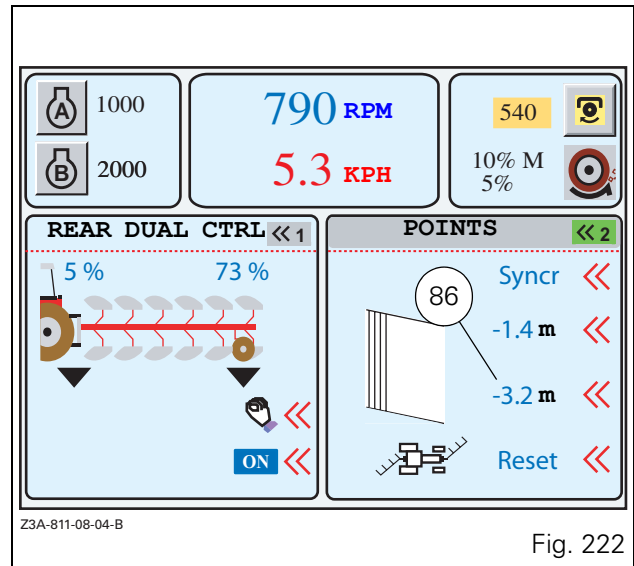 A 1000
B 2000
790 RPM
5.3 KPH
540
10% M
5%
REAR DUAL CTRL «1
5 % 73 %
ON
POINTS «2
Syncr
86
-1.4 m
-3.2 m
Reset
Z3A-811-08-04-B
Fig. 222